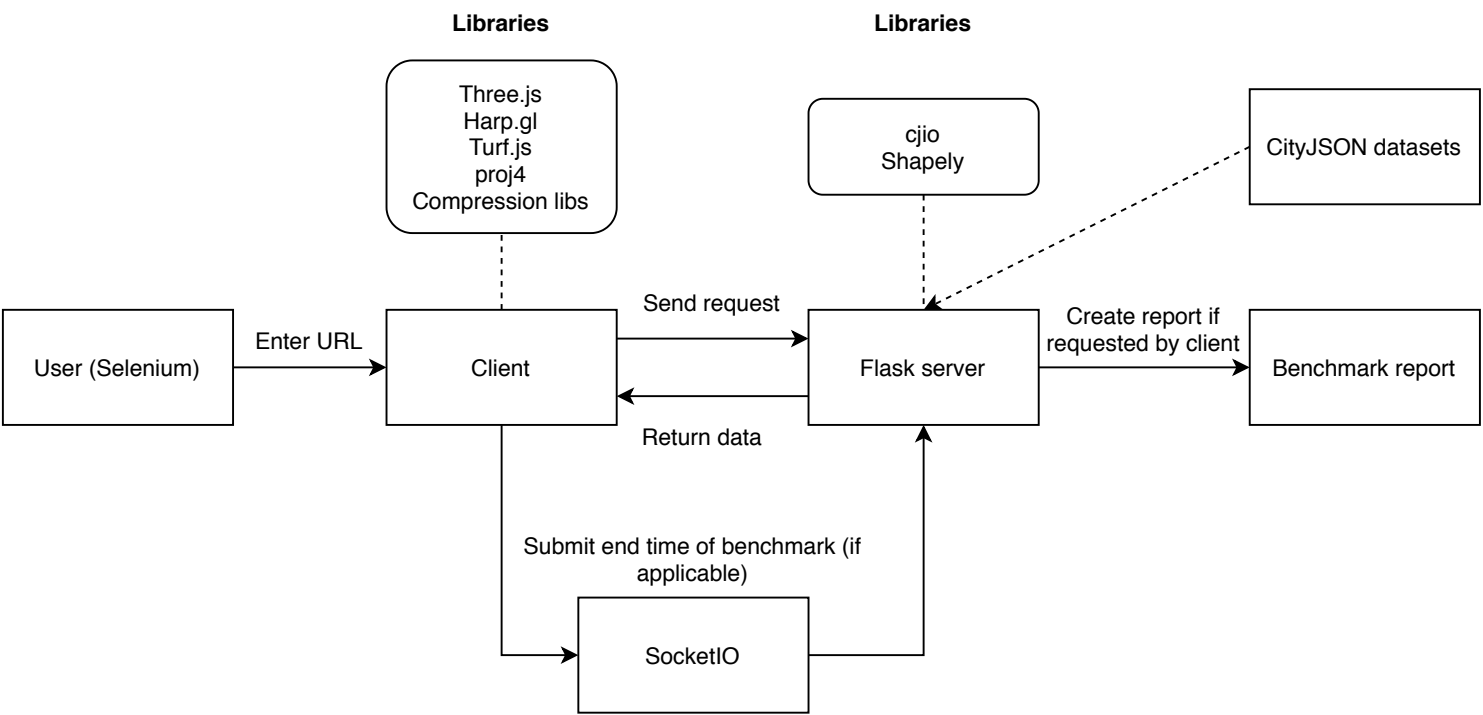 Libraries
Libraries
Three.js
Harp.gl
Turf.js
proj4
Compression libs
cjio
Shapely
CityJSON datasets
User (Selenium)
Enter URL
Client
Send request
Return data
Flask server
Create report if
requested by client
Benchmark report
Submit end time of benchmark (if
applicable)
SocketIO